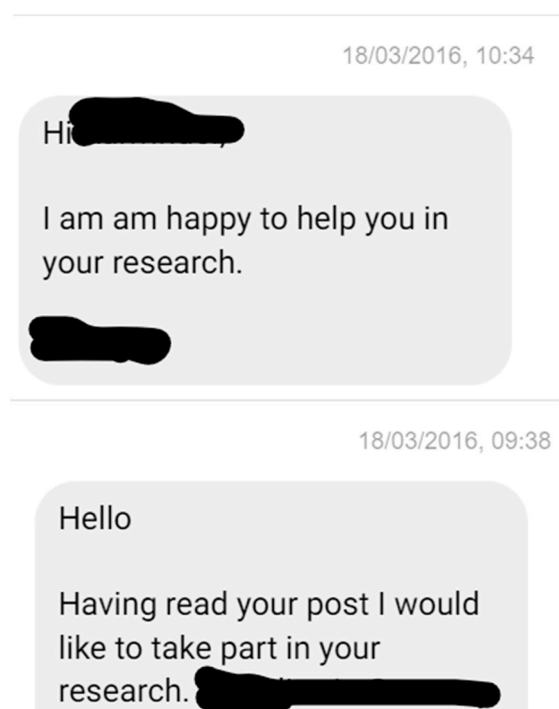 18/03/2016, 10:34
Hi
I am am happy to help you in
your research.
18/03/2016, 09:38
Hello
Having read your post I would
like to take part in your
research.